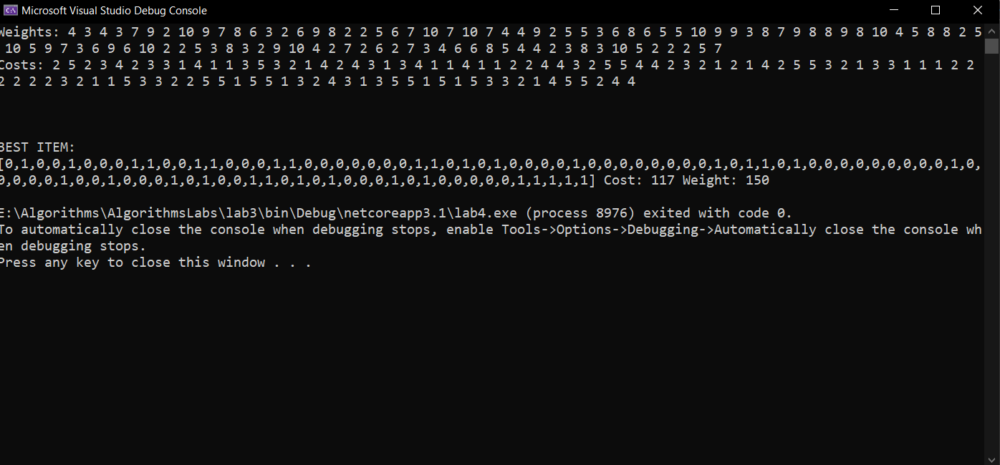 Microsoft Visual Studio Debug Console
Weights: 4 3 4 3 7 9 2 10 9 7 8 6 3 2 6 9 8 2 2 5 6 7 10 7 10 7 4 4 9 2 5 5 3 6 8 6 5 5 10 9 9 3 8 7 9 8 8 9 8 10 4 5 8 8 2 5
10 5 9 7 3 6 9 6 10 2 2 5 3 8 3 2 9 10 4 2 7 2 6 2 7 3 4 6 6 8 5 4 4 2 3 8 3 10 5 2 2 2 5 7
Costs: 2 5 2 3 4 2 3 3 1 4 1 1 3 5 3 2 1 4 2 4 3 1 3 4 1 1 4 1 1 2 2 4 4 3 2 5 5 4 4 2 3 2 1 2 1 4 2 5 5 3 2 1 3 3 1 1 1 2 2
2 2 2 2 3 2 1 1 5 3 3 2 2 5 5 1 5 5 1 3 2 4 3 1 3 5 5 1 5 1 5 3 3 2 1 4 5 5 2 4 4
BEST ITEM:
[0,1,0,0,1,0,0,0,1,1,0,0,1,1,0,0,0,1,1,0,0,0,0,0,0,0,1,1,0,1,0,1,0,0,0,0,1,0,0,0,0,0,0,0,0,1,0,1,1,0,1,0,0,0,0,0,0,0,0,0,1,0,
0,0,0,0,1,0,0,1,0,0,0,1,0,1,0,0,1,1,0,1,0,1,0,0,0,1,0,1,0,0,0,0,0,1,1,1,1,1] Cost: 117 Weight: 150
E:\Algorithms\AlgorithmsLabs\lab3\bin\Debug\netcoreapp3.1\lab4.exe (process 8976) exited with code 0.
To automatically close the console when debugging stops, enable Tools->Options->Debugging->Automatically close the console wh
en debugging stops.
Press any key to close this window . . .